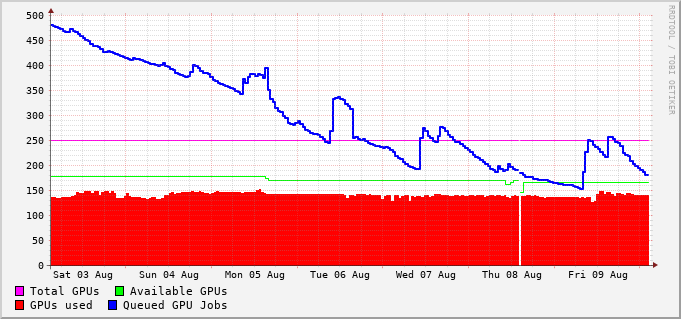 500
450
400
350
300
250
200
150
100
50
0
Sat 03 Aug Sun 04 Aug Mon 05 Aug Tue 06 Aug Wed 07 Aug Thu 08 Aug Fri 09 Aug
Total GPUs Available GPUs
GPUs used Queued GPU Jobs
RRDTOOL / TOBI OETIKER